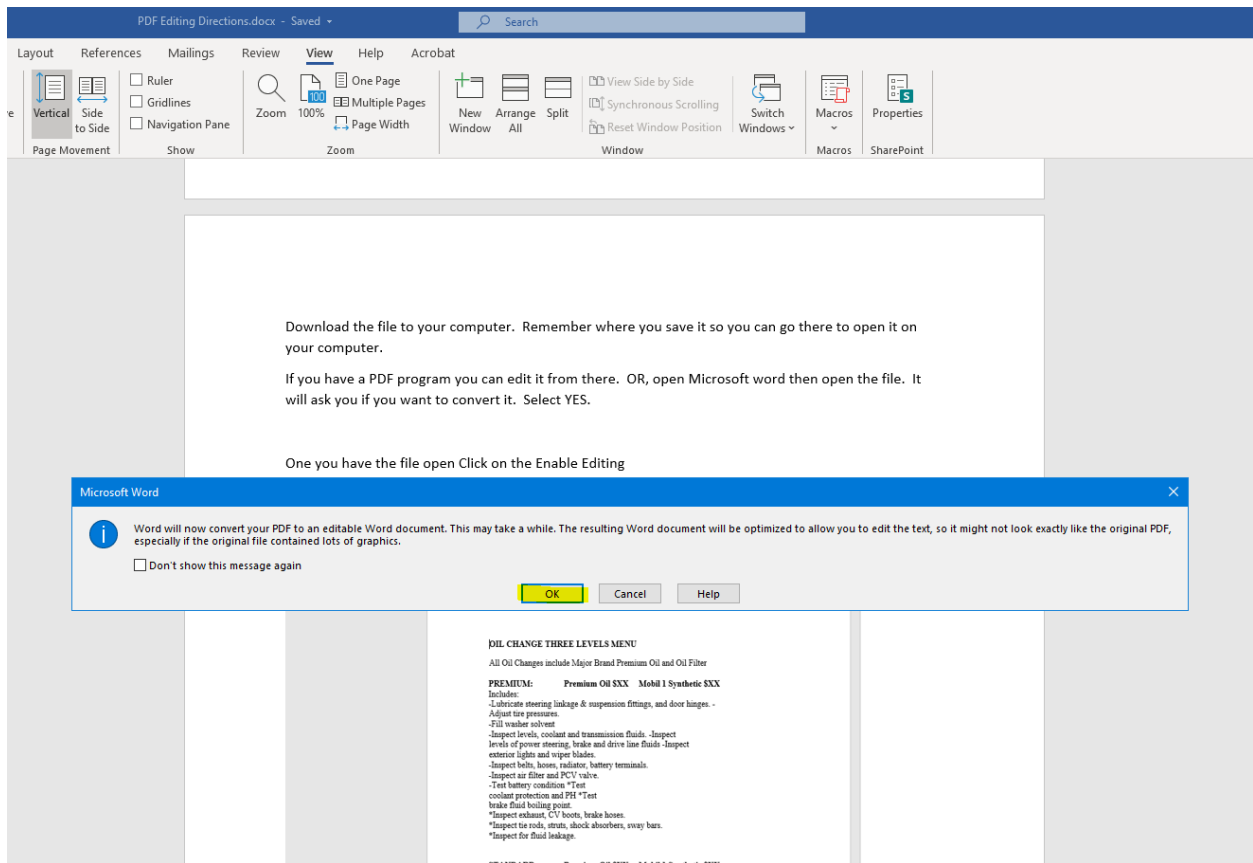 PDF Editing Directions.docx - Saved
Search
Layout References Mailings Review View Help Acrobat
Vertical
Side
to Side
Page Movement
Ruler
Gridlines
Navigation Pane
Show
Zoom
100
100%
One Page
Multiple Pages
Page Width
Zoom
New
Window
Arrange
All
Split
View Side by Side
Synchronous Scrolling
Reset Window Position
Window
Switch
Windows
Macros
Macros
Properties
SharePoint
Download the file to your computer.  Remember where you save it so you can go there to open it on
your computer.
If you have a PDF program you can edit it from there.  OR, open Microsoft word then open the file.  It
will ask you if you want to convert it.  Select YES.
One you have the file open Click on the Enable Editing
Microsoft Word
Word will now convert your PDF to an editable Word document. This may take a while. The resulting Word document will be optimized to allow you to edit the text, so it might not look exactly like the original PDF,
especially if the original file contained lots of graphics.
Don't show this message again
OK Cancel Help
OIL CHANGE THREE LEVELS MENU
All Oil Changes include Major Brand Premium Oil and Oil Filter
PREMIUM: Premium Oil $XX Mobil 1 Synthetic $XX
Includes:
-Lubricate steering linkage & suspension fittings, and door hinges. -
Adjust tire pressures.
-Fill washer solvent
-Inspect levels, coolant and transmission fluids. -Inspect
levels of power steering, brake and drive line fluids -Inspect
exterior lights and wiper blades.
-Inspect belts, hoses, radiator, battery terminals.
-Inspect air filter and PCV valve.
-Test battery condition *Test
coolant protection and PH *Test
brake fluid boiling point.
*Inspect exhaust, CV boots, brake hoses.
*Inspect tie rods, struts, shock absorbers, sway bars.
*Inspect for fluid leakage.